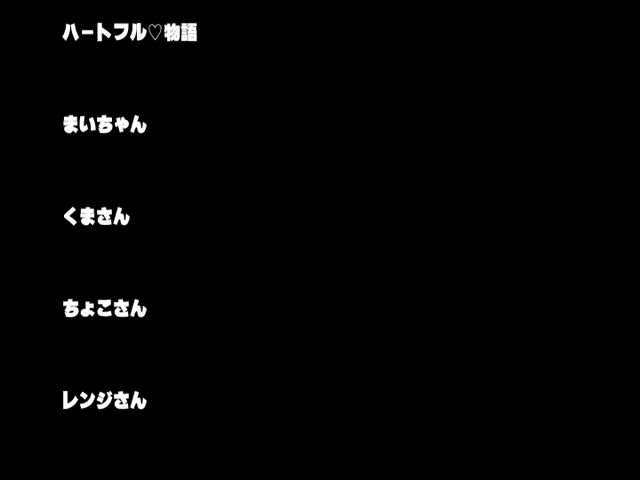 ハートフル♡物語
まいちゃん
くまさん
ちょこさん
レンジさん